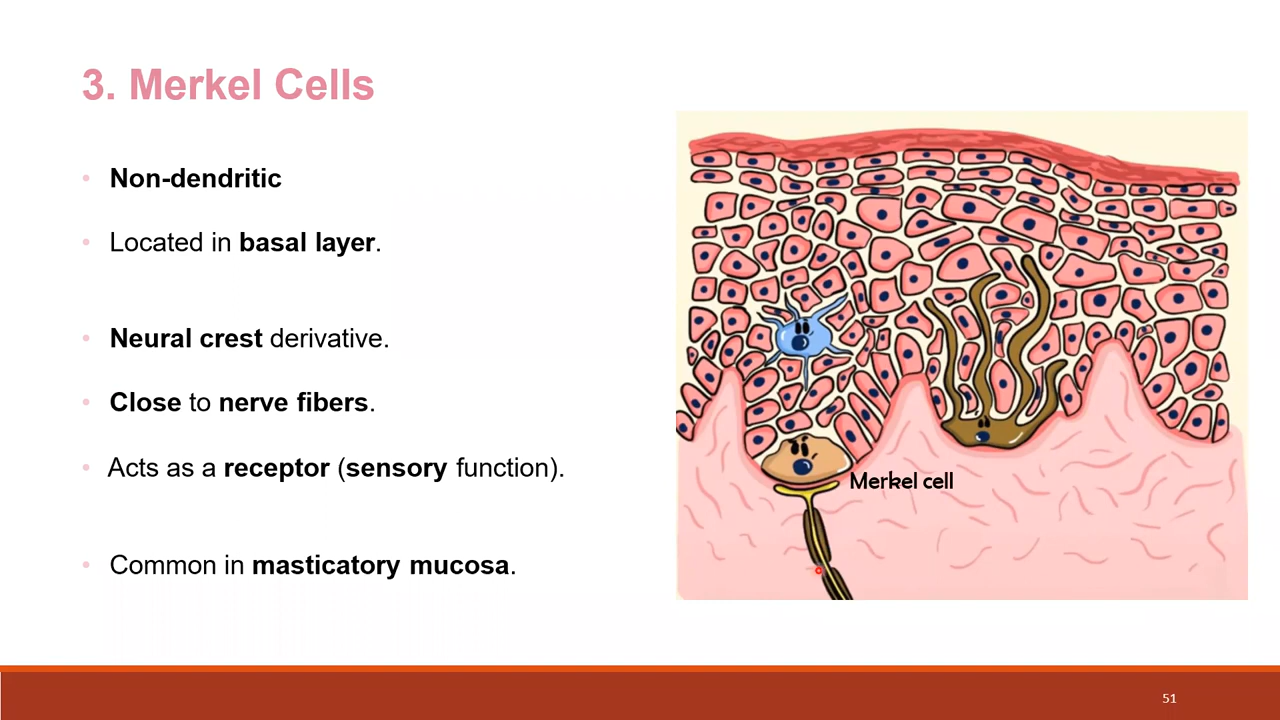 3. Merkel Cells
• Non-dendritic
• Located in basal layer.
• Neural crest derivative.
• Close to nerve fibers.
• Acts as a receptor (sensory function).
• Common in masticatory mucosa.
Merkel cell
51